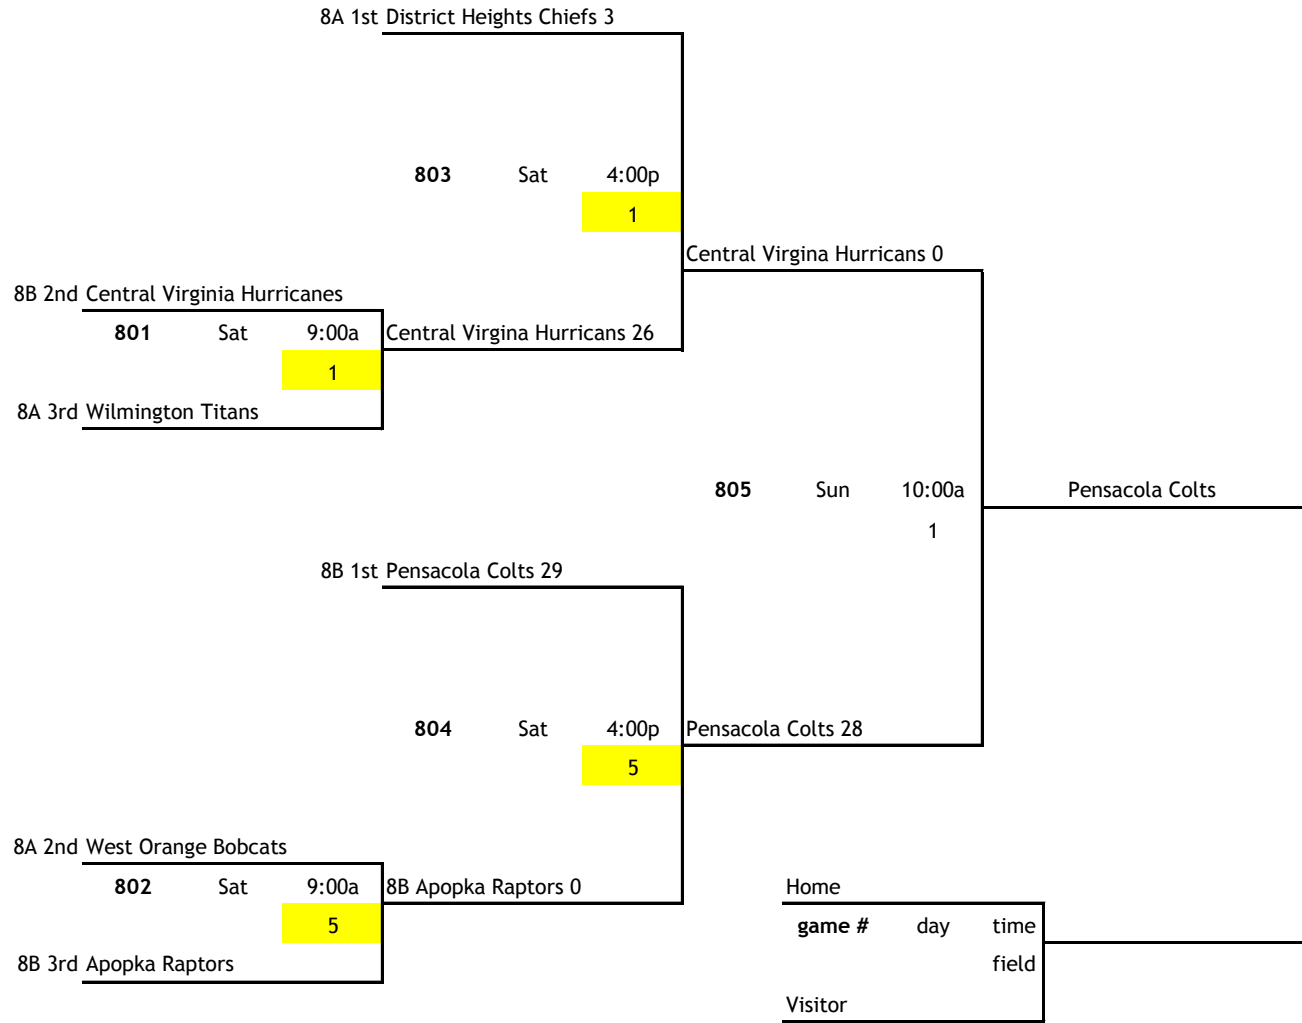 8A 1st District Heights Chiefs 3
803 Sat 4:00p
1
Central Virgina Hurricans 0
8B 2nd Central Virginia Hurricanes
801 Sat 9:00a Central Virgina Hurricans 26
1
8A 3rd Wilmington Titans
805 Sun 10:00a Pensacola Colts
1
8B 1st Pensacola Colts 29
804 Sat 4:00p Pensacola Colts 28
5
8A 2nd West Orange Bobcats
802 Sat 9:00a 8B Apopka Raptors 0 Home
5 game # day time
8B 3rd Apopka Raptors field
Visitor